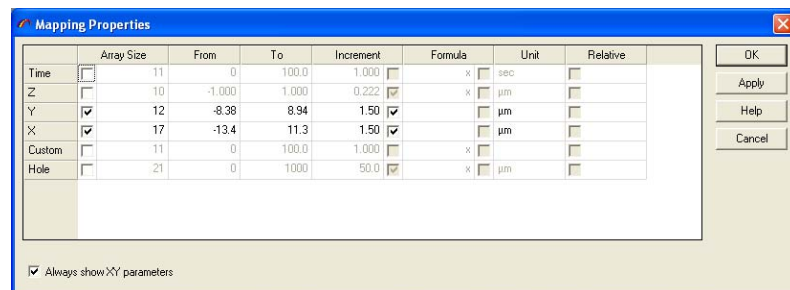 Mapping Properties
Array Size From To Increment Formula Unit Relative
Time 11 0 100.0 1.000 x sec
Z 10 -1.000 1.000 0.222 x µm
Y 12 -8.38 8.94 1.50 µm
X 17 -13.4 11.3 1.50 µm
Custom 11 0 100.0 1.000 x
Hole 21 0 1000 50.0 x µm
OK
Apply
Help
Cancel
Always show XY parameters